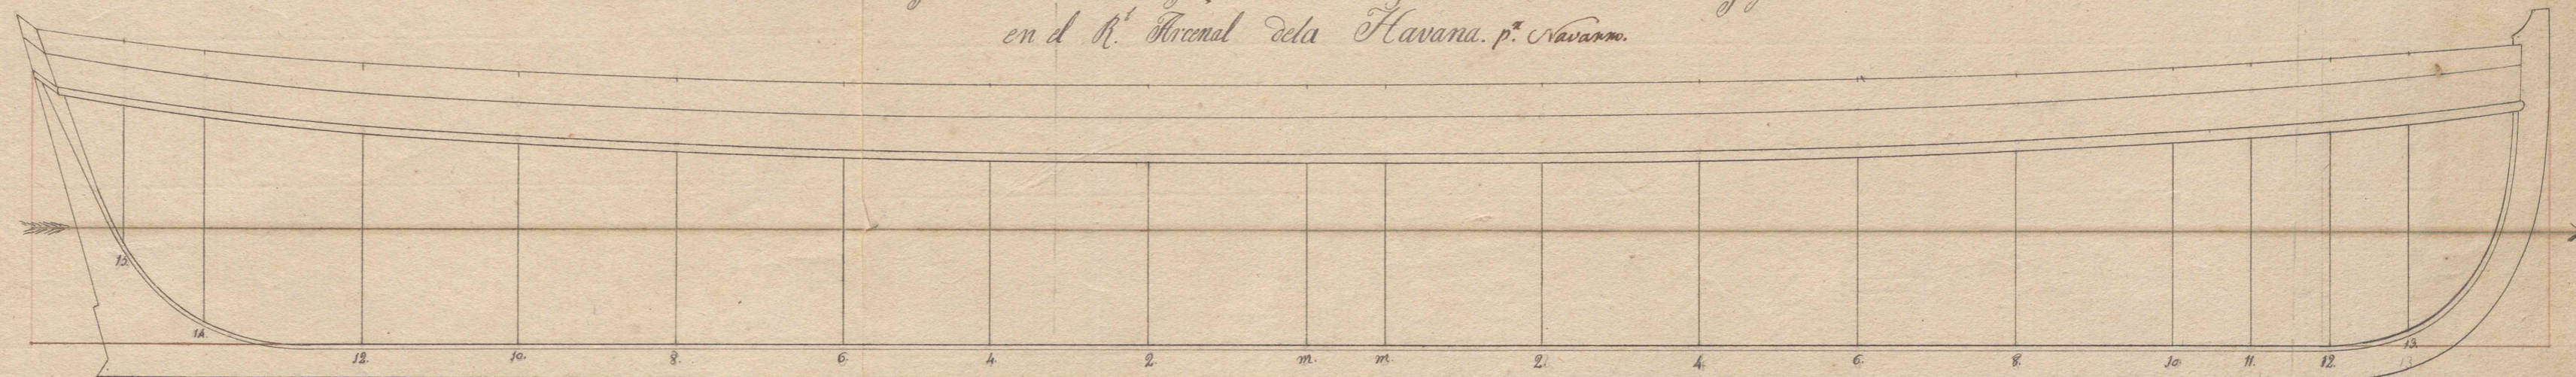 en el R.ˡ Arcenal dela Havana. p.ʳ Navarro.
15.
14.
12. 10. 8. 6. 4. 2. m. m. 2. 4. 6. 8. 10. 11. 12. 13.
13